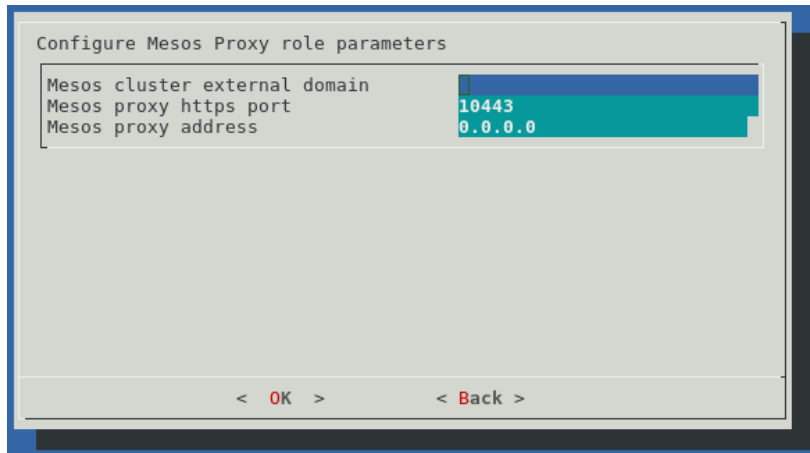 Configure Mesos Proxy role parameters
Mesos cluster external domain
Mesos proxy https port 10443
Mesos proxy address 0.0.0.0
< OK > < Back >